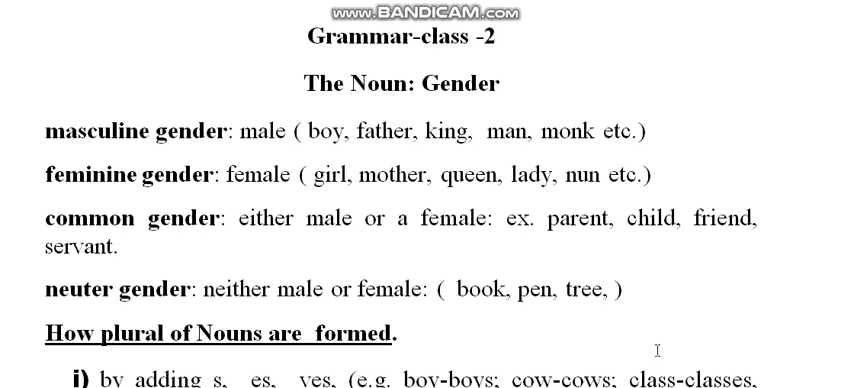 www.BANDICAM.com
Grammar-class -2
The Noun: Gender
masculine gender: male ( boy, father, king,  man, monk etc.)
feminine gender: female ( girl, mother, queen, lady, nun etc.)
common gender: either male or a female: ex. parent, child, friend,
servant.
neuter gender: neither male or female: (  book, pen, tree, )
How plural of Nouns are  formed.
i) by adding s,  es,  ves, (e.g. boy-boys; cow-cows; class-classes,